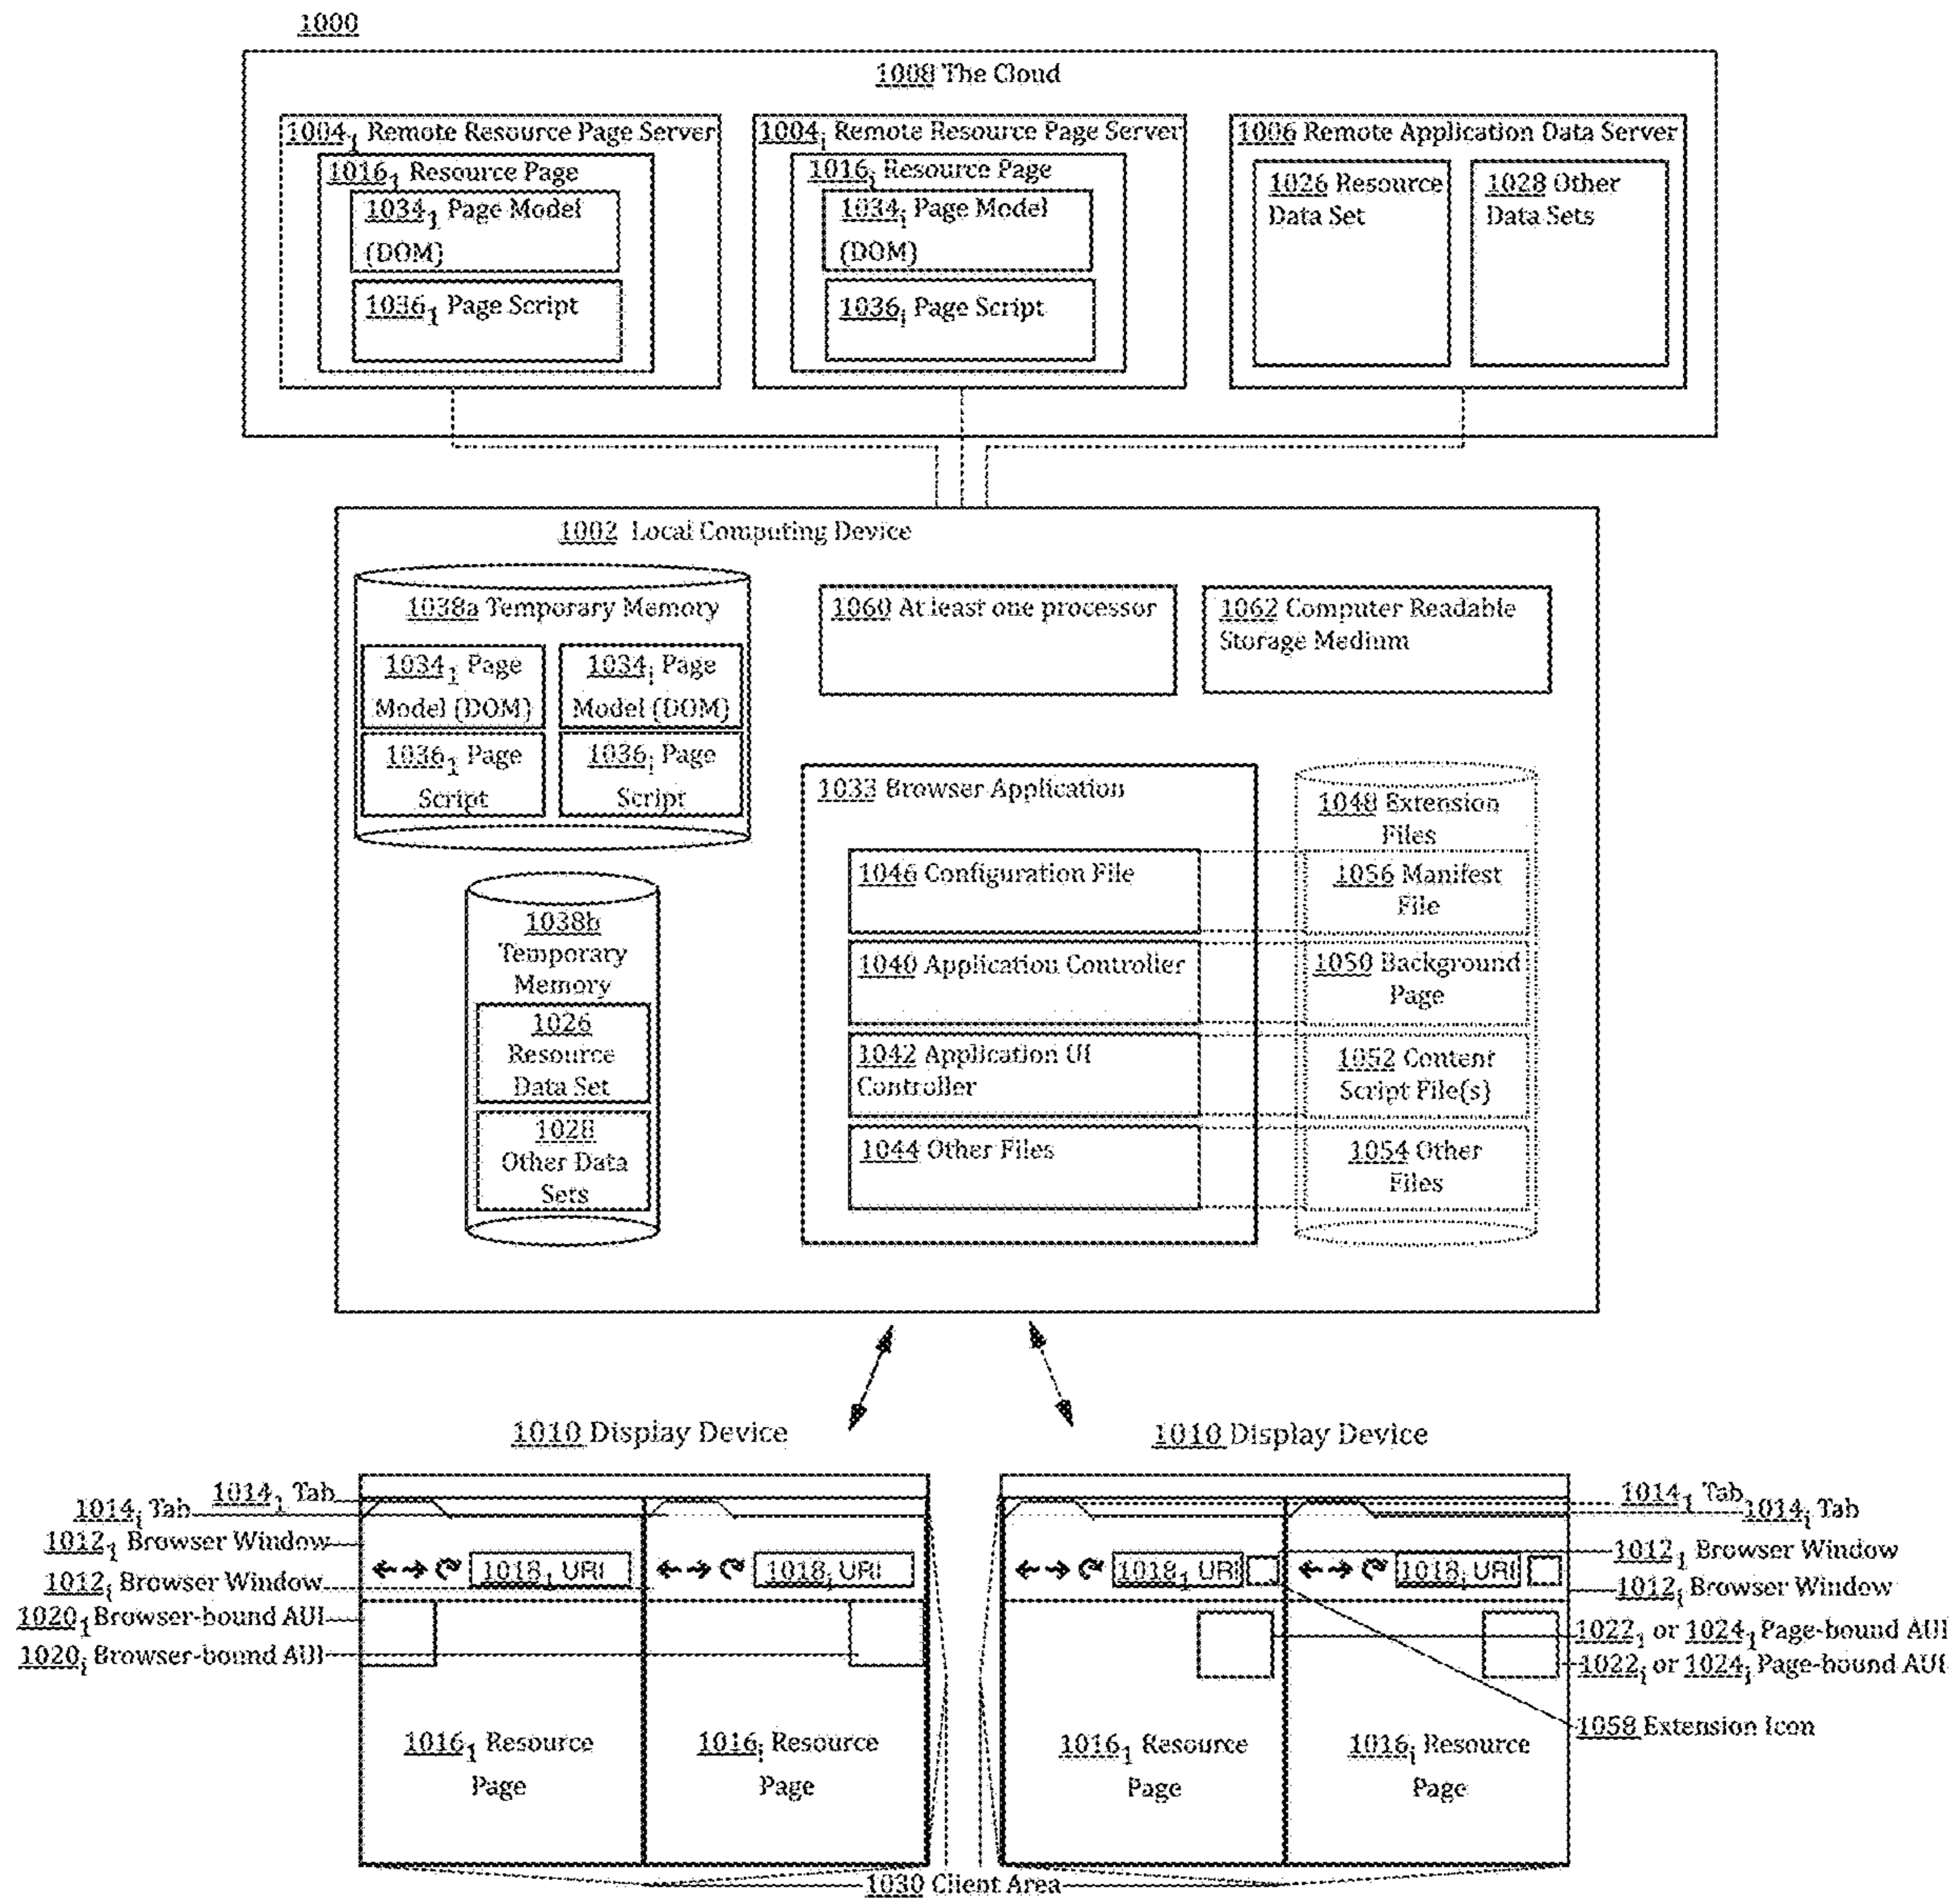 1000
1008 The Cloud
1004₁ Remote Resource Page Server
1016₁ Resource Page
1034₁ Page Model
(DOM)
1036₁ Page Script
1004ᵢ Remote Resource Page Server
1016ᵢ Resource Page
1034ᵢ Page Model
(DOM)
1036ᵢ Page Script
1006 Remote Application Data Server
1026 Resource
Data Set
1028 Other
Data Sets
1002 Local Computing Device
1038a Temporary Memory
1034₁ Page
Model (DOM)
1034ᵢ Page
Model (DOM)
1036₁ Page
Script
1036ᵢ Page
Script
1060 At least one processor
1062 Computer Readable
Storage Medium
1038b
Temporary
Memory
1026
Resource
Data Set
1028
Other Data
Sets
1033 Browser Application
1046 Configuration File
1040 Application Controller
1042 Application UI
Controller
1044 Other Files
1048 Extension
Files
1056 Manifest
File
1050 Background
Page
1052 Content
Script File(s)
1054 Other
Files
1010 Display Device
1014₁ Tab
1014ᵢ Tab
1012₁ Browser Window
1012ᵢ Browser Window
1020₁ Browser-bound AUI
1020ᵢ Browser-bound AUI
1018₁ URI
1018ᵢ URI
1016₁ Resource
Page
1016ᵢ Resource
Page
1010 Display Device
1018₁ URI
1018ᵢ URI
1016₁ Resource
Page
1016ᵢ Resource
Page
1014₁ Tab
1014ᵢ Tab
1012₁ Browser Window
1012ᵢ Browser Window
1022₁ or 1024₁ Page-bound AUI
1022ᵢ or 1024ᵢ Page-bound AUI
1058 Extension Icon
1030 Client Area